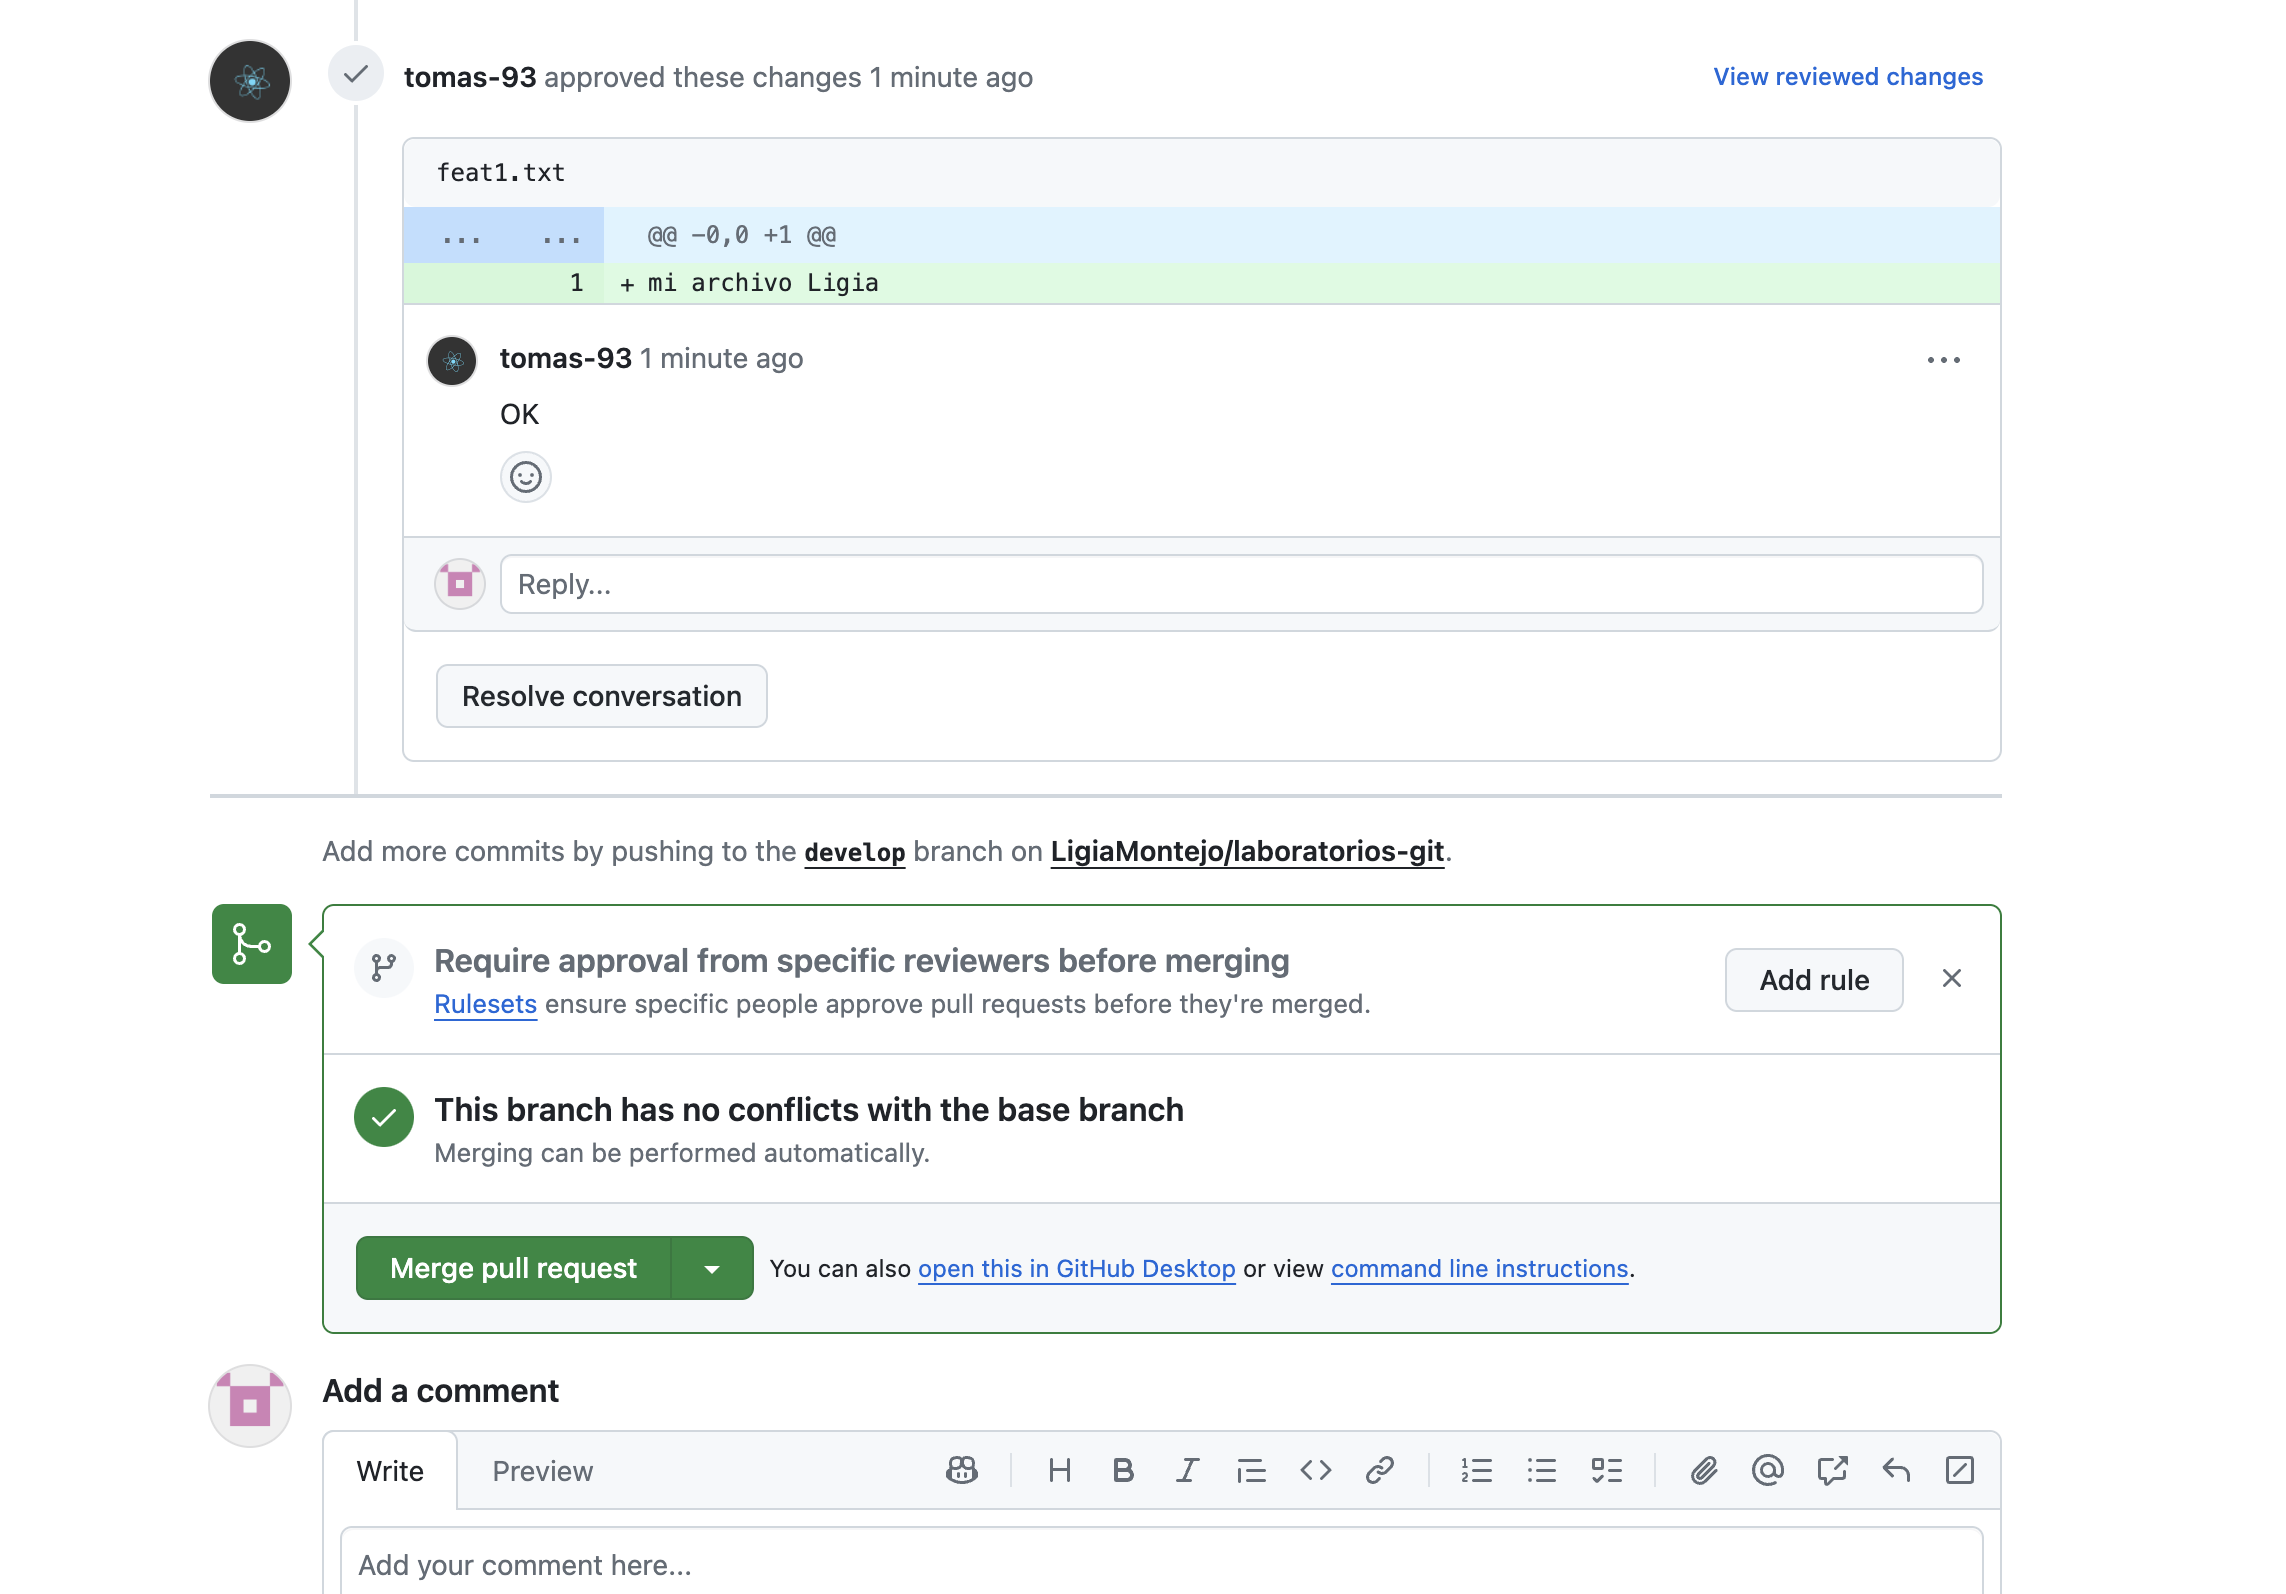 tomas-93 approved these changes 1 minute ago
View reviewed changes
feat1.txt
... ... @@ -0,0 +1 @@
1 + mi archivo Ligia
tomas-93 1 minute ago
OK
Reply...
Resolve conversation
Add more commits by pushing to the develop branch on LigiaMontejo/laboratorios-git.
Require approval from specific reviewers before merging
Rulesets ensure specific people approve pull requests before they're merged.
Add rule
This branch has no conflicts with the base branch
Merging can be performed automatically.
Merge pull request
You can also open this in GitHub Desktop or view command line instructions.
Add a comment
Write Preview
Add your comment here...